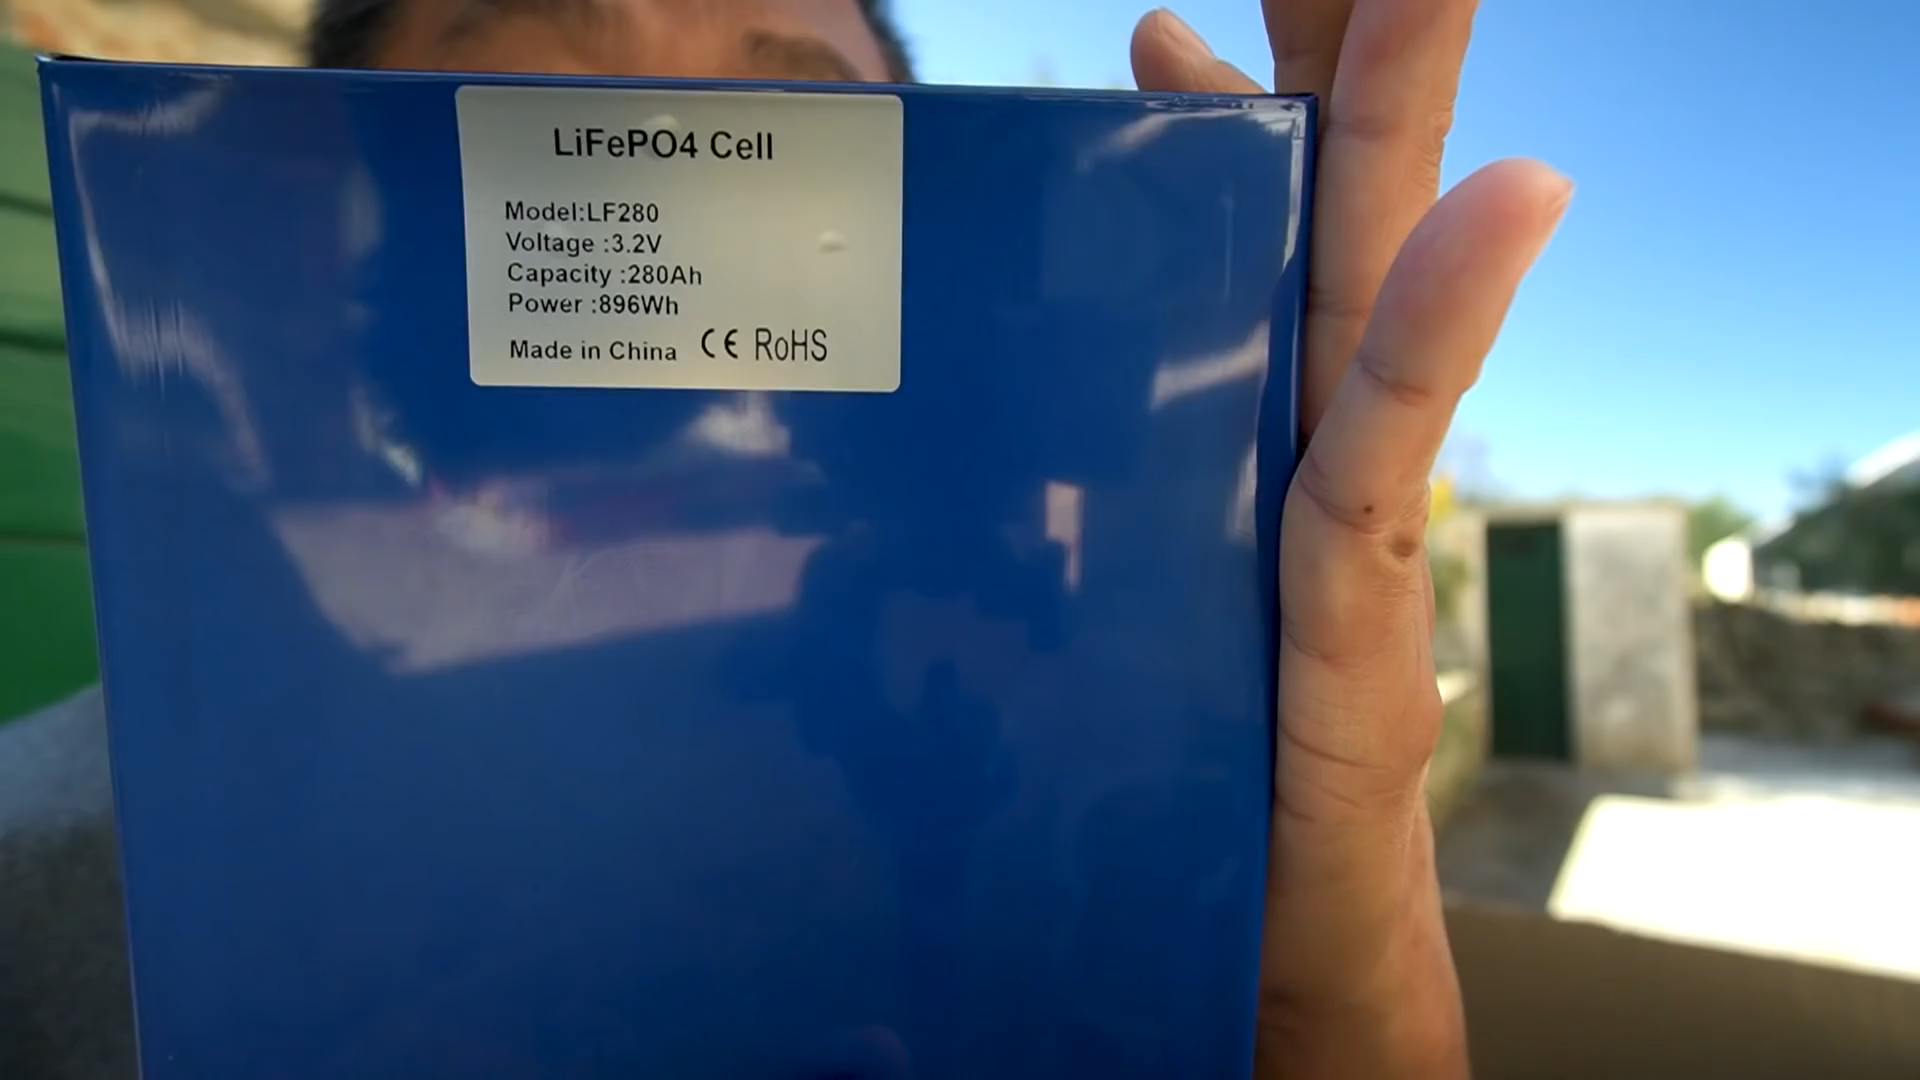 LiFePO4 Cell
Model:LF280
Voltage :3.2V
Capacity :280Ah
Power :896Wh
Made in China CE RoHS